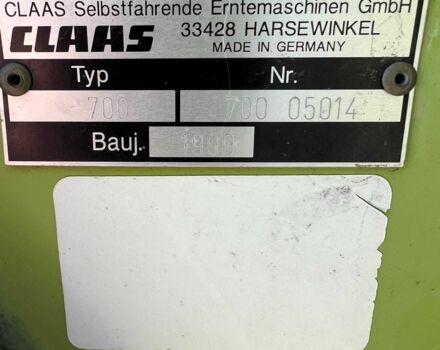 CLAAS Selbstfahrende Erntemaschinen GmbH
CLAAS 33428 HARSEWINKEL
MADE IN GERMANY
Typ Nr.
700 700 05014
Bauj.